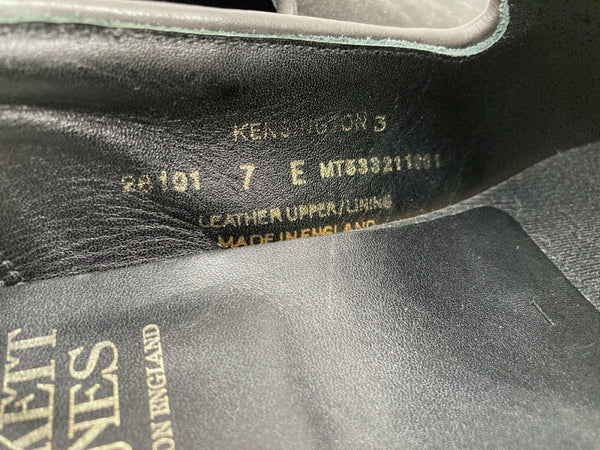 KENSINGTON 3
28101 7 E
LEATHER UPPER/LINING
MADE IN ENGLAND
KETT
NES
ON ENGLAND